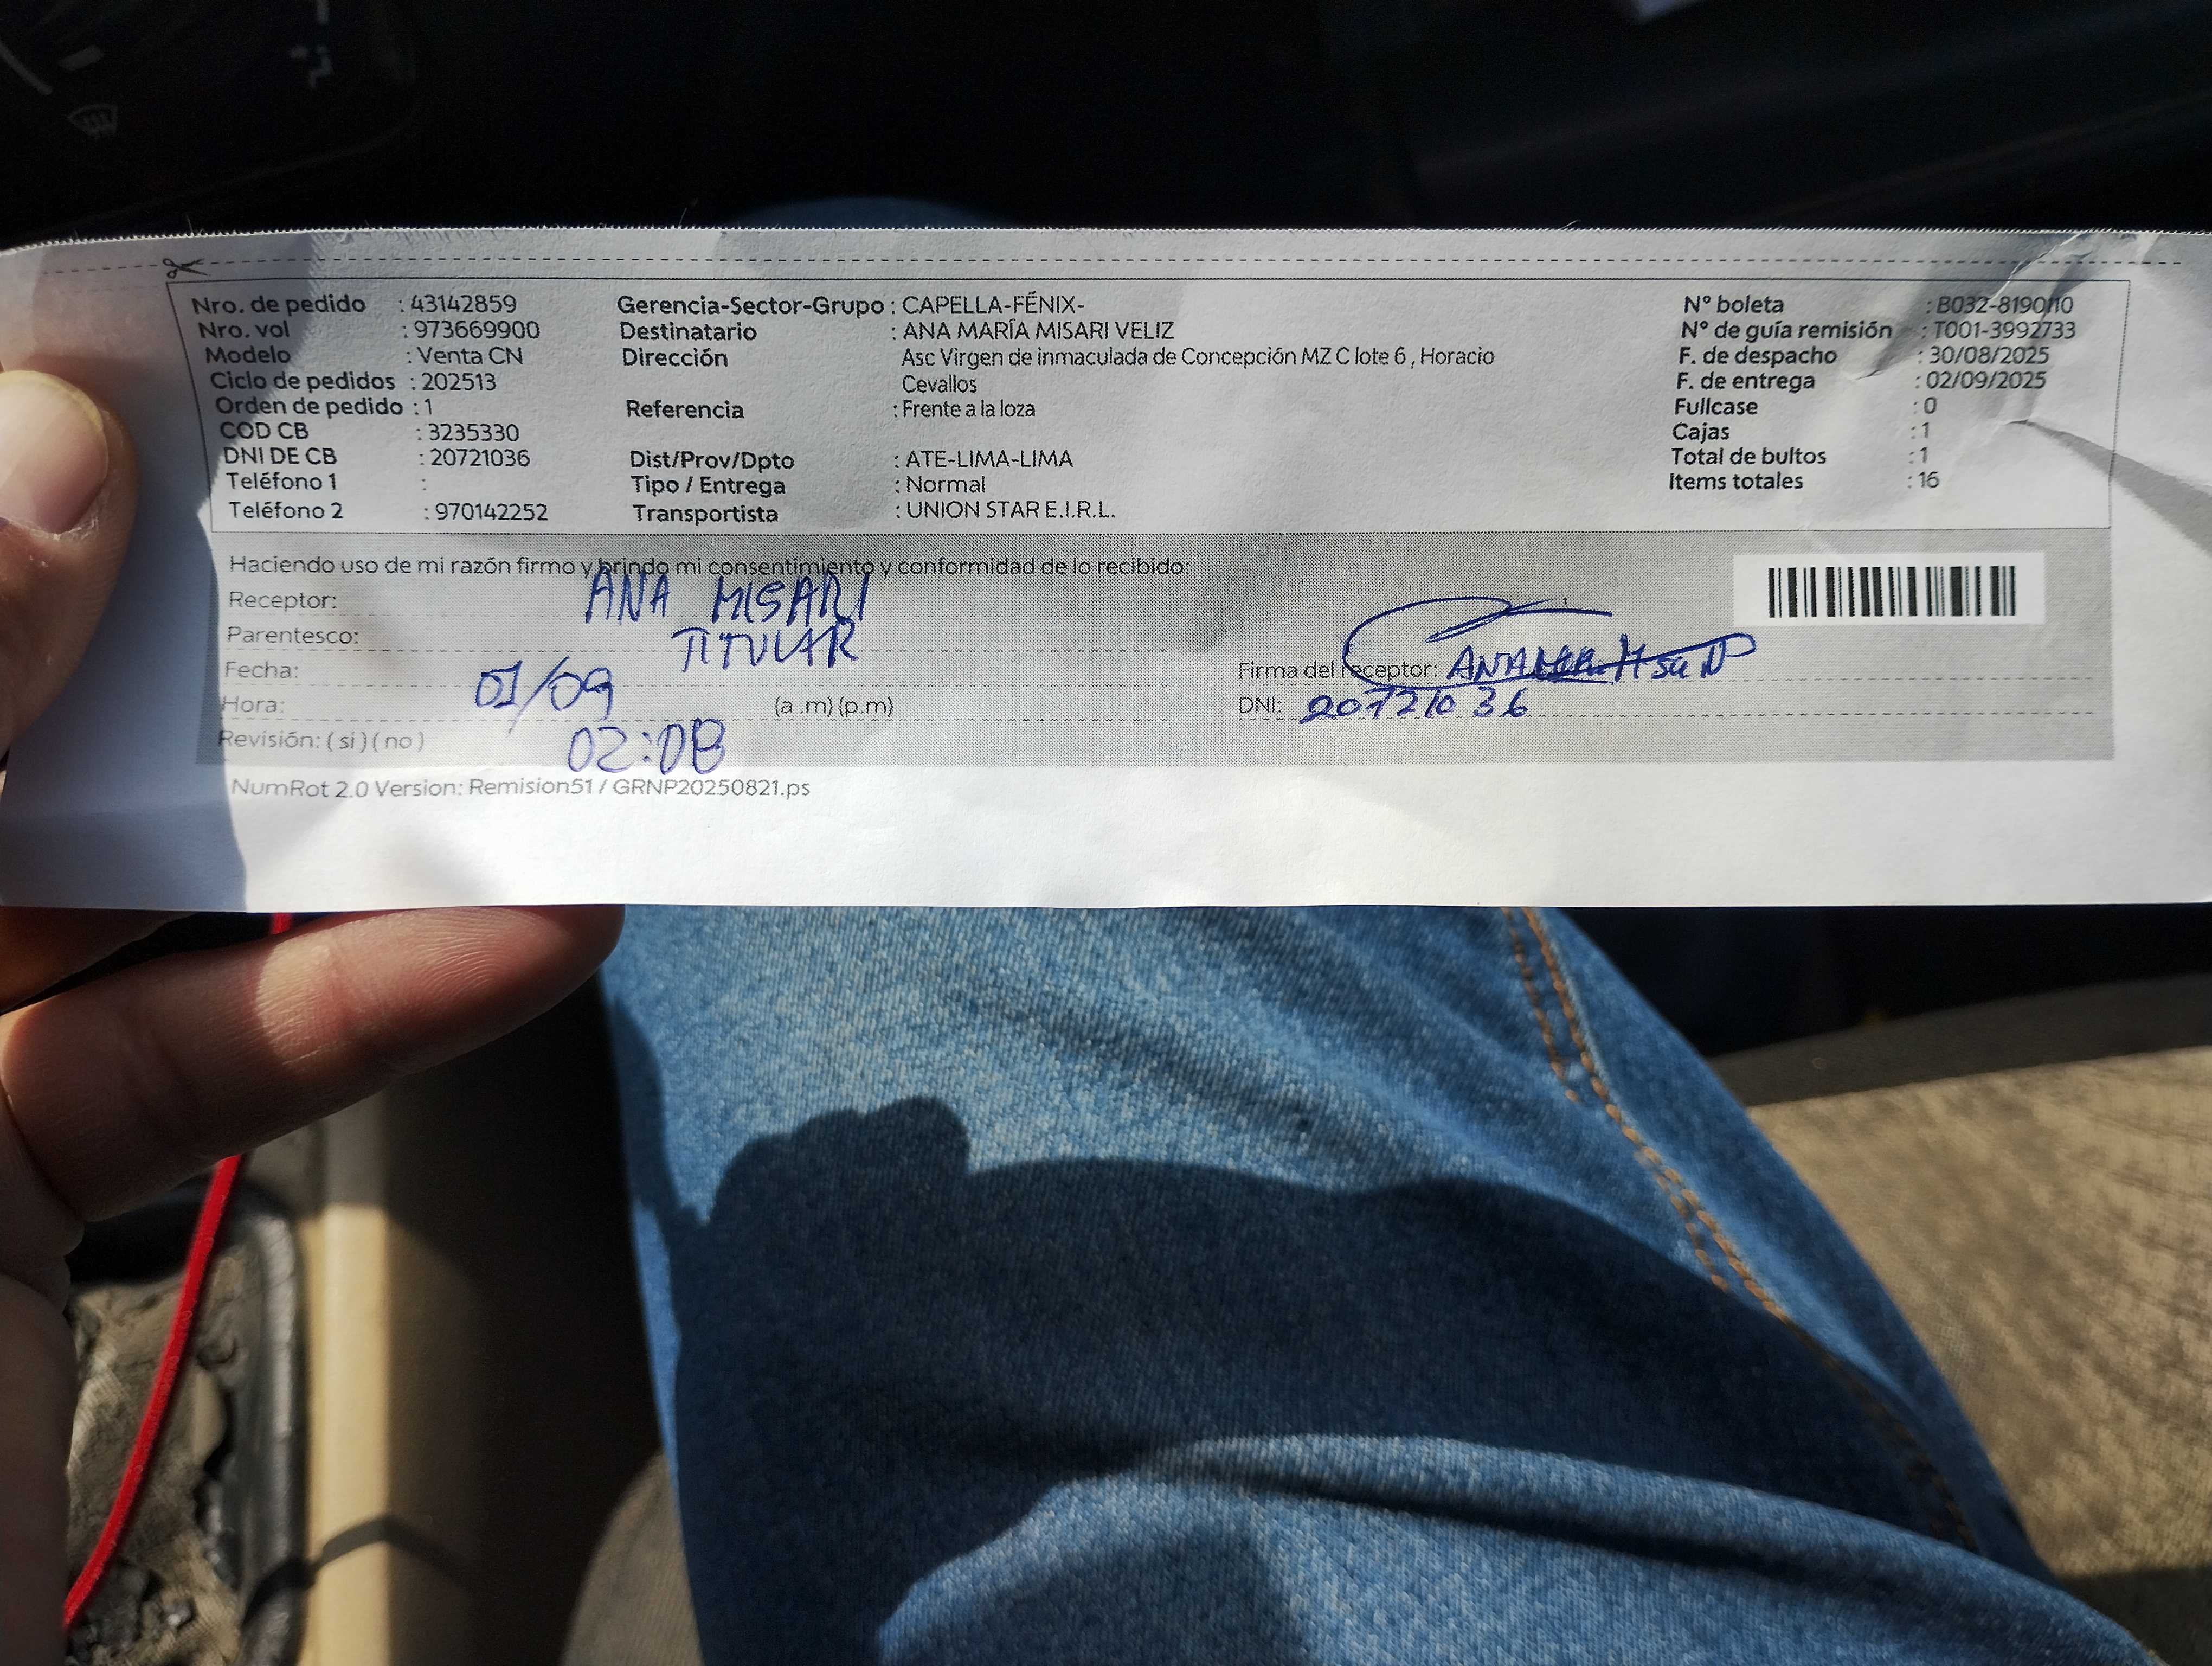 Nro. de pedido : 43142859 Gerencia-Sector-Grupo : CAPELLA-FÉNIX- N° boleta : B032-8190110
Nro. vol : 973669900 Destinatario : ANA MARÍA MISARI VELIZ N° de guía remisión : T001-3992733
Modelo : Venta CN Dirección Asc Virgen de inmaculada de Concepción MZ C lote 6 , Horacio F. de despacho : 30/08/2025
Ciclo de pedidos : 202513 Cevallos F. de entrega : 02/09/2025
Orden de pedido : 1 Referencia : Frente a la loza Fullcase : 0
COD CB : 3235330 Cajas : 1
DNI DE CB : 20721036 Dist/Prov/Dpto : ATE-LIMA-LIMA Total de bultos : 1
Teléfono 1 : Tipo / Entrega : Normal Items totales : 16
Teléfono 2 : 970142252 Transportista : UNION STAR E.I.R.L.
Haciendo uso de mi razón firmo y brindo mi consentimiento y conformidad de lo recibido:
Receptor: ANA MISARI
Parentesco: TITULAR
Fecha: 01/09 Firma del receptor: ANA
Hora: 02:08 (a .m) (p.m) DNI: 20721036
Revisión: ( si ) ( no )
NumRot 2.0 Version: Remision51 / GRNP20250821.ps